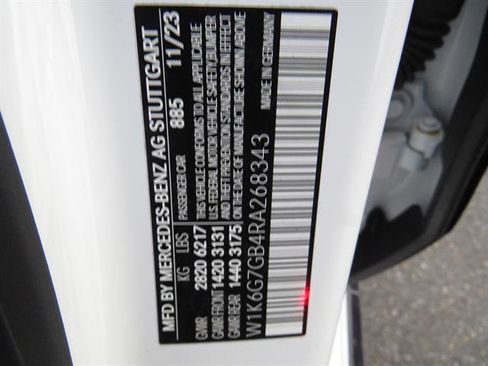 MFD. BY MERCEDES-BENZ AG STUTTGART
885 11/23
PASSENGER CAR
KG LBS
GVWR 2820 6217
GAWR FRONT 1420 3131
GAWR REAR 1440 3175
THIS VEHICLE CONFORMS TO ALL APPLICABLE
U.S. FEDERAL MOTOR VEHICLE SAFETY /BUMPER/
AND THEFT PREVENTION STANDARDS IN EFFECT
ON THE DATE OF MANUFACTURE SHOWN ABOVE
MADE IN GERMANY
W1K6G7GB4RA268343